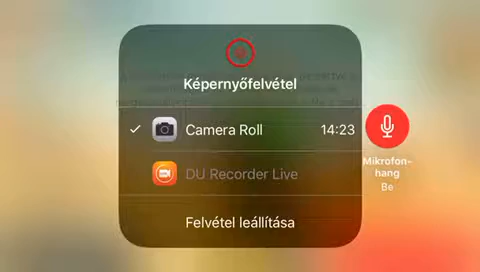 Képernyőfelvétel
Camera Roll 14:23
DU Recorder Live
Felvétel leállítása
Mikrofon-
hang
Be